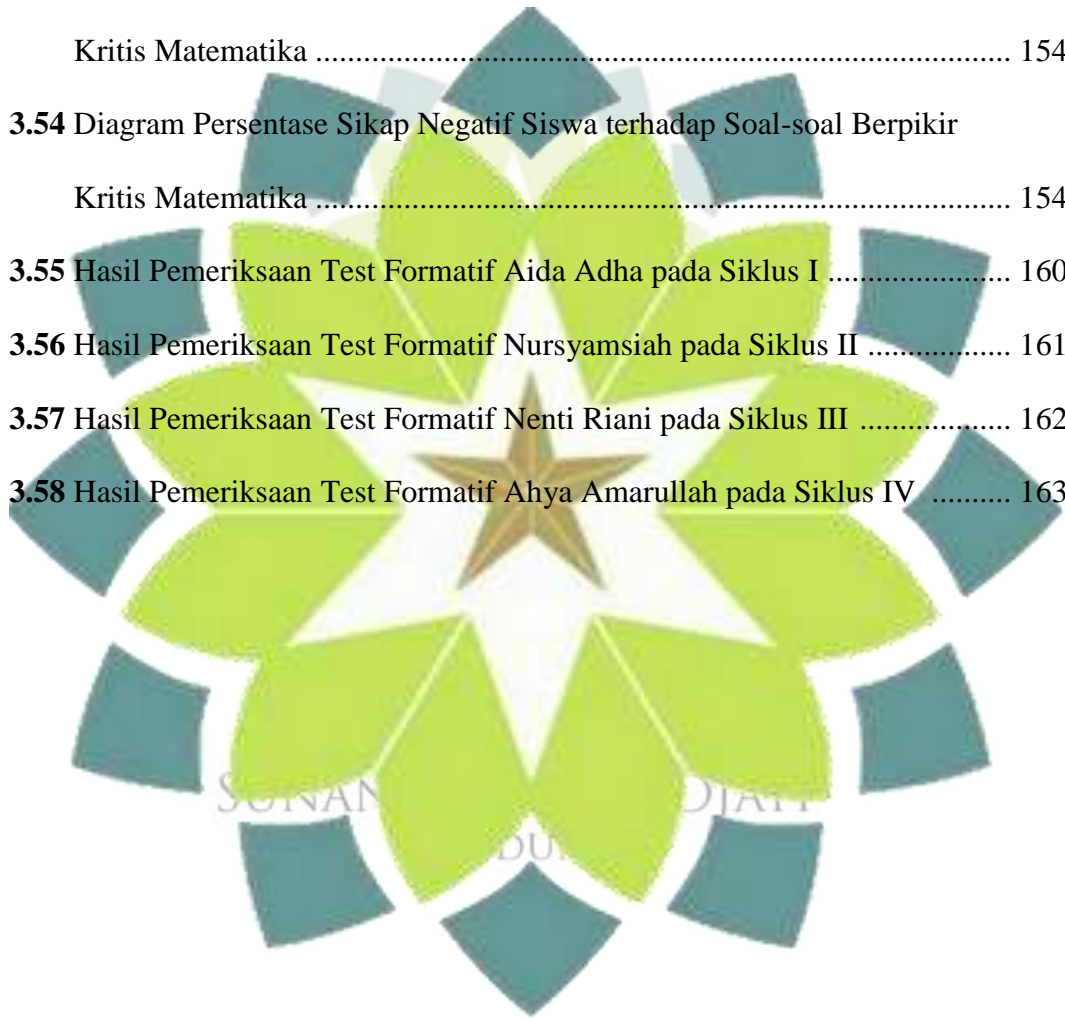 Kritis Matematika ........................................................................................ 154
3.54 Diagram Persentase Sikap Negatif Siswa terhadap Soal-soal Berpikir
Kritis Matematika ........................................................................................ 154
3.55 Hasil Pemeriksaan Test Formatif Aida Adha pada Siklus I ....................... 160
3.56 Hasil Pemeriksaan Test Formatif Nursyamsiah pada Siklus II .................. 161
3.57 Hasil Pemeriksaan Test Formatif Nenti Riani pada Siklus III ................... 162
3.58 Hasil Pemeriksaan Test Formatif Ahya Amarullah pada Siklus IV .......... 163
SUNAN